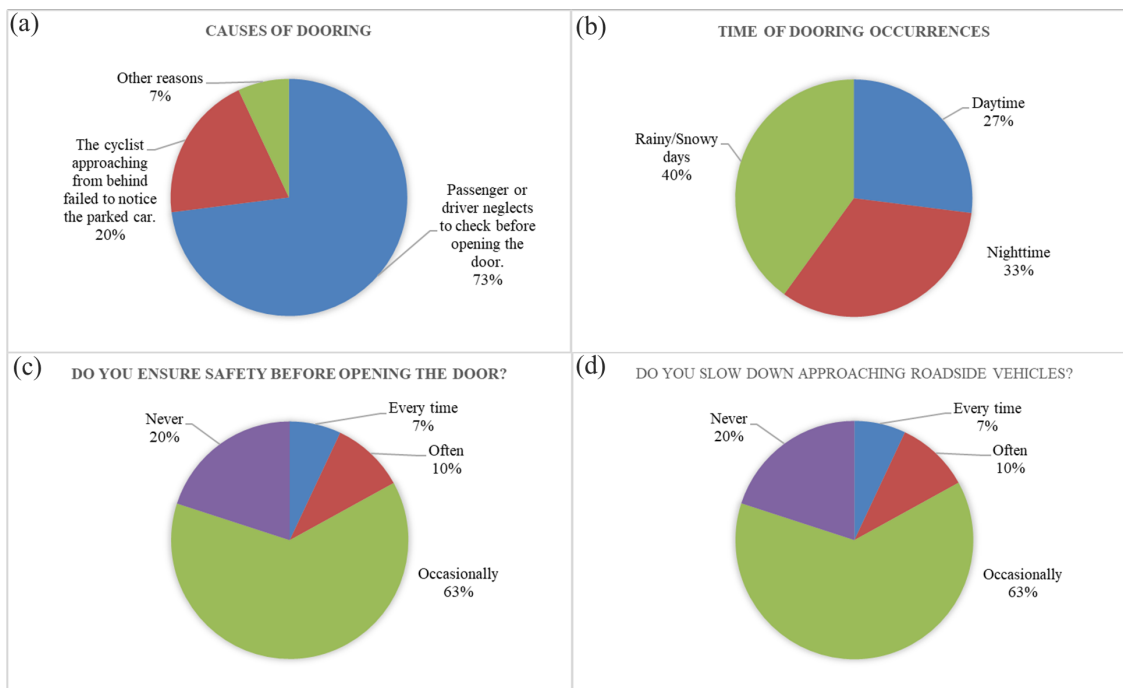 (a)
CAUSES OF DOORING
Other reasons
7%
The cyclist
approaching
from behind
failed to notice
the parked car.
20%
Passenger or
driver neglects
to check before
opening the
door.
73%
(b)
TIME OF DOORING OCCURRENCES
Daytime
27%
Rainy/Snowy
days
40%
Nighttime
33%
(c)
DO YOU ENSURE SAFETY BEFORE OPENING THE DOOR?
Every time
7%
Never
20%
Often
10%
Occasionally
63%
(d)
DO YOU SLOW DOWN APPROACHING ROADSIDE VEHICLES?
Every time
7%
Never
20%
Often
10%
Occasionally
63%